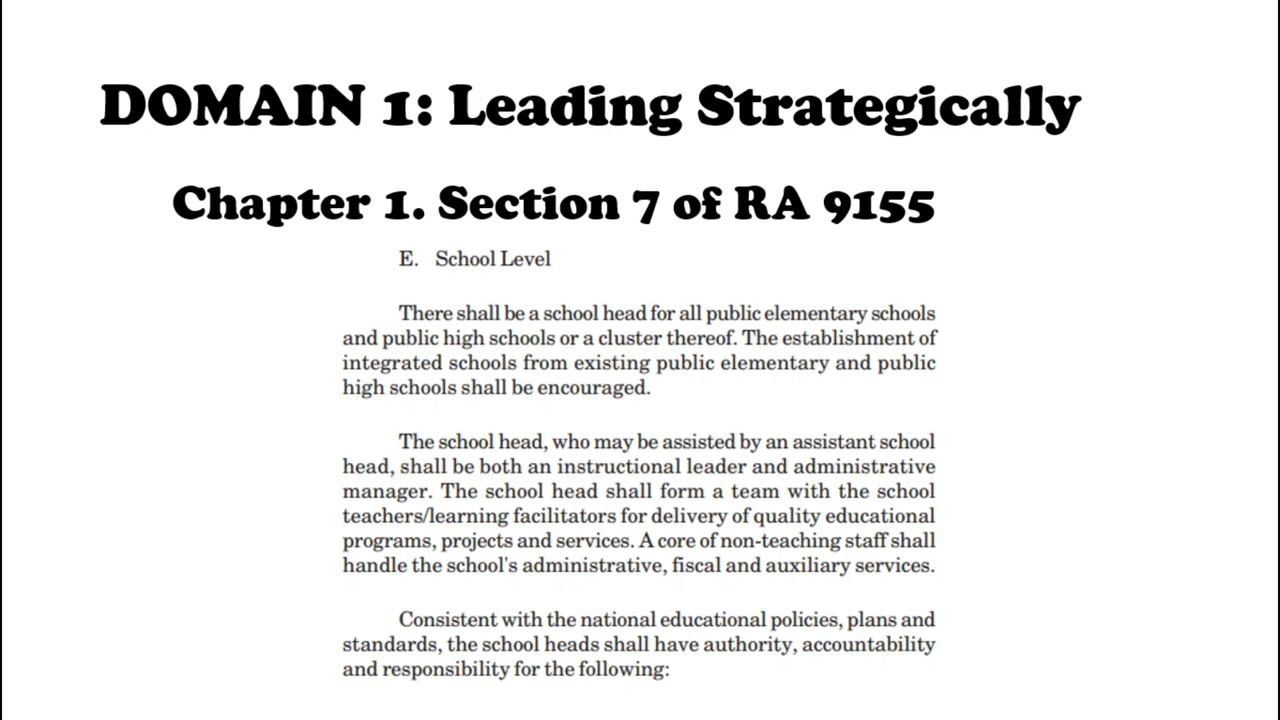 DOMAIN 1: Leading Strategically
Chapter 1. Section 7 of RA 9155
E. School Level
There shall be a school head for all public elementary schools
and public high schools or a cluster thereof. The establishment of
integrated schools from existing public elementary and public
high schools shall be encouraged.
The school head, who may be assisted by an assistant school
head, shall be both an instructional leader and administrative
manager. The school head shall form a team with the school
teachers/learning facilitators for delivery of quality educational
programs, projects and services. A core of non-teaching staff shall
handle the school's administrative, fiscal and auxiliary services.
Consistent with the national educational policies, plans and
standards, the school heads shall have authority, accountability
and responsibility for the following: